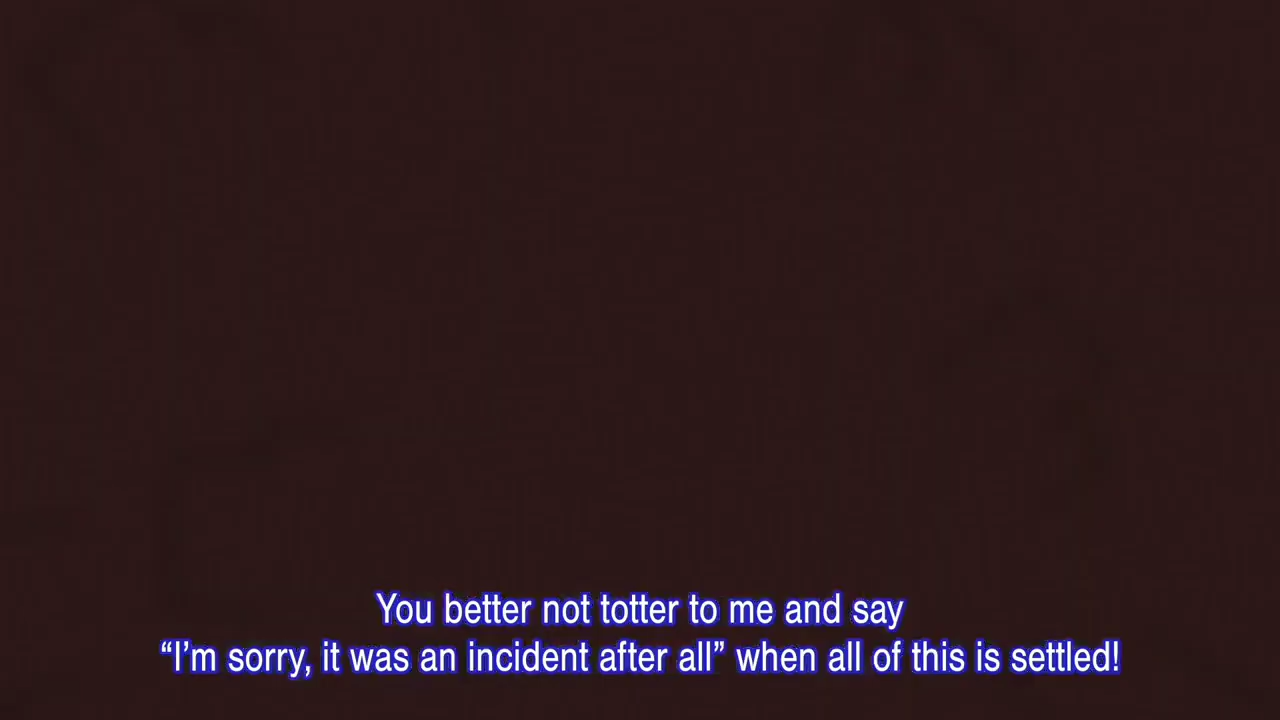 You better not totter to me and say
“I’m sorry, it was an incident after all” when all of this is settled!